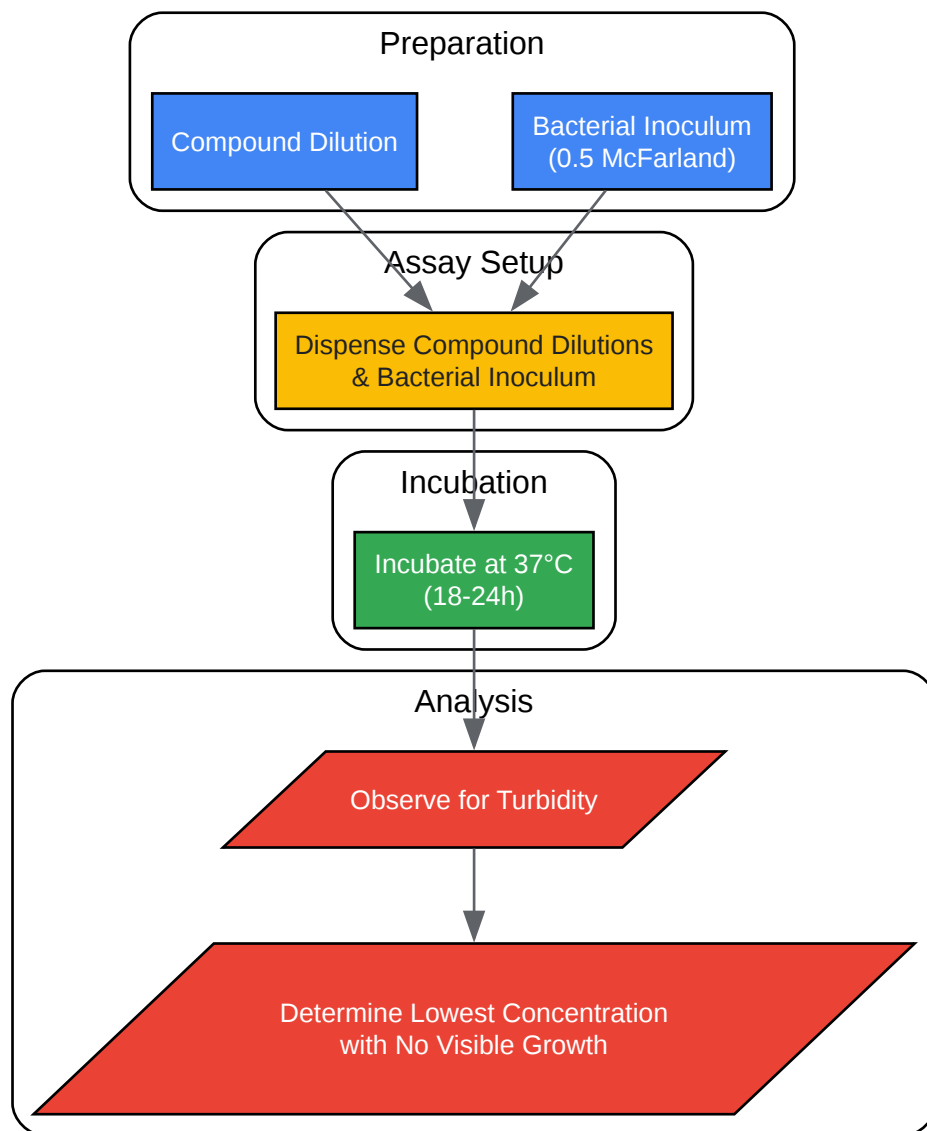 Preparation
Compound Dilution
Bacterial Inoculum
(0.5 McFarland)
Assay Setup
Dispense Compound Dilutions
& Bacterial Inoculum
Incubation
Incubate at 37°C
(18-24h)
Analysis
Observe for Turbidity
Determine Lowest Concentration
with No Visible Growth